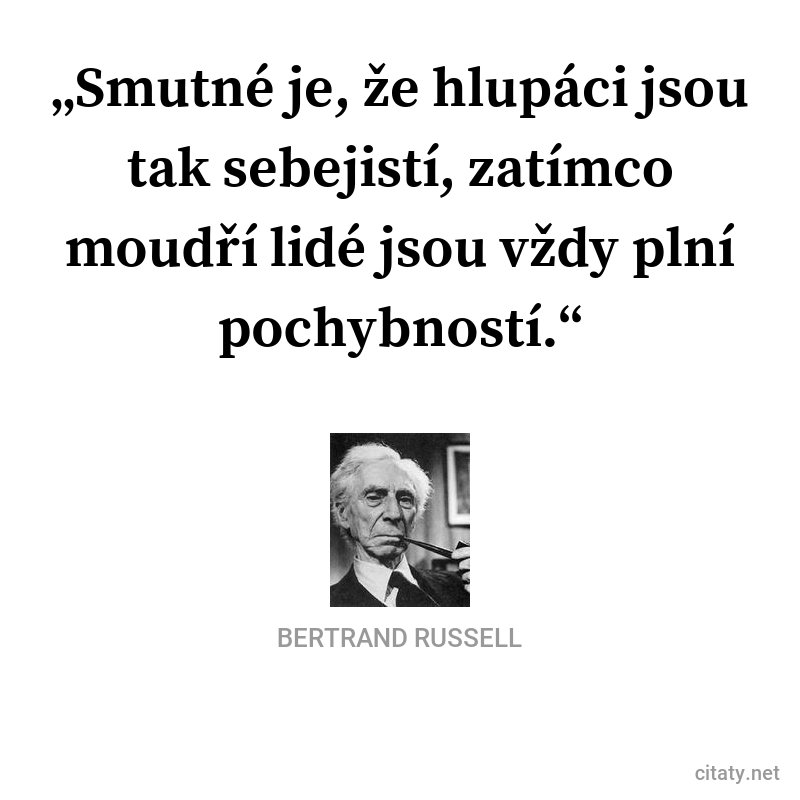 „Smutné je, že hlupáci jsou
tak sebejistí, zatímco
moudří lidé jsou vždy plní
pochybností.“
BERTRAND RUSSELL
citaty.net